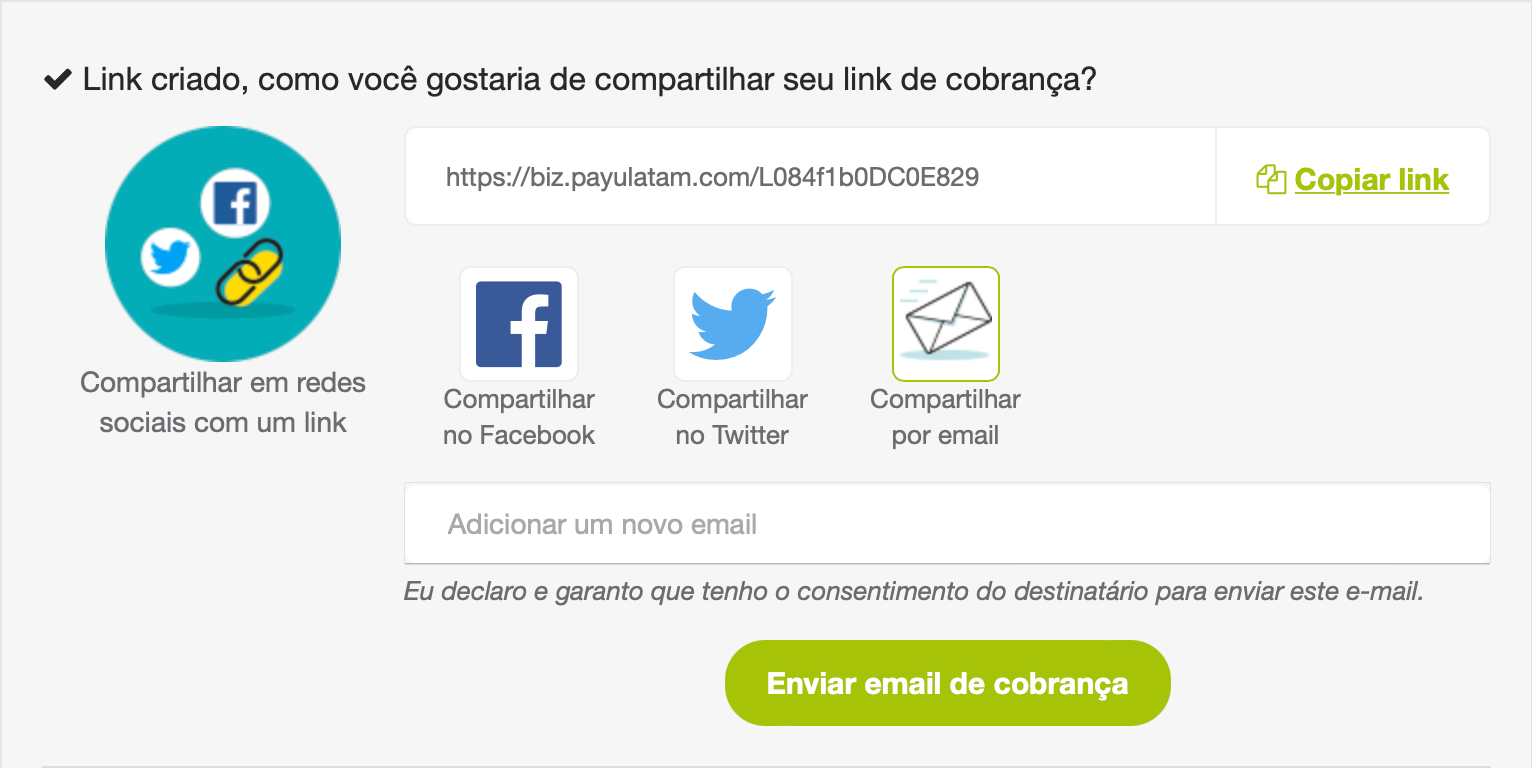 Link criado, como você gostaria de compartilhar seu link de cobrança?
https://biz.payulatam.com/L084f1b0DC0E829
Copiar link
Compartilhar em redes
sociais com um link
Compartilhar
no Facebook
Compartilhar
no Twitter
Compartilhar
por email
Adicionar um novo email
Eu declaro e garanto que tenho o consentimento do destinatário para enviar este e-mail.
Enviar email de cobrança